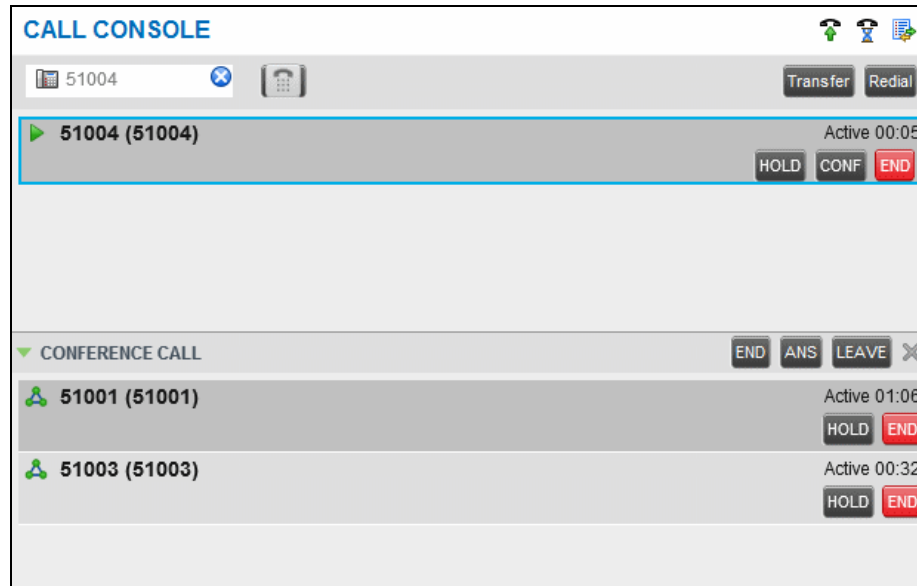 CALL CONSOLE
51004 Transfer Redial
51004 (51004) Active 00:05
HOLD CONF END
CONFERENCE CALL END ANS LEAVE
51001 (51001) Active 01:06
HOLD END
51003 (51003) Active 00:32
HOLD END